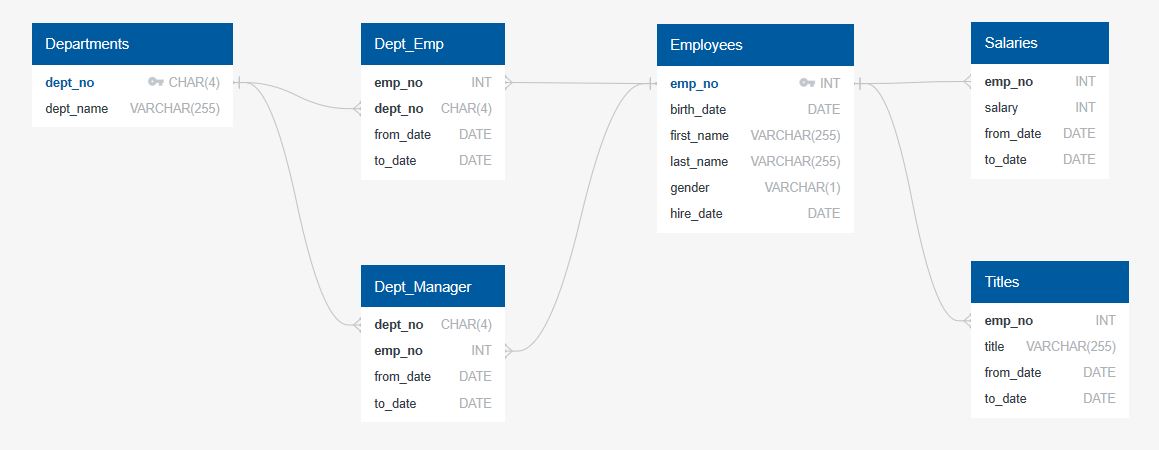 Departments
dept_no CHAR(4)
dept_name VARCHAR(255)
Dept_Emp
emp_no INT
dept_no CHAR(4)
from_date DATE
to_date DATE
Employees
emp_no INT
birth_date DATE
first_name VARCHAR(255)
last_name VARCHAR(255)
gender VARCHAR(1)
hire_date DATE
Salaries
emp_no INT
salary INT
from_date DATE
to_date DATE
Dept_Manager
dept_no CHAR(4)
emp_no INT
from_date DATE
to_date DATE
Titles
emp_no INT
title VARCHAR(255)
from_date DATE
to_date DATE